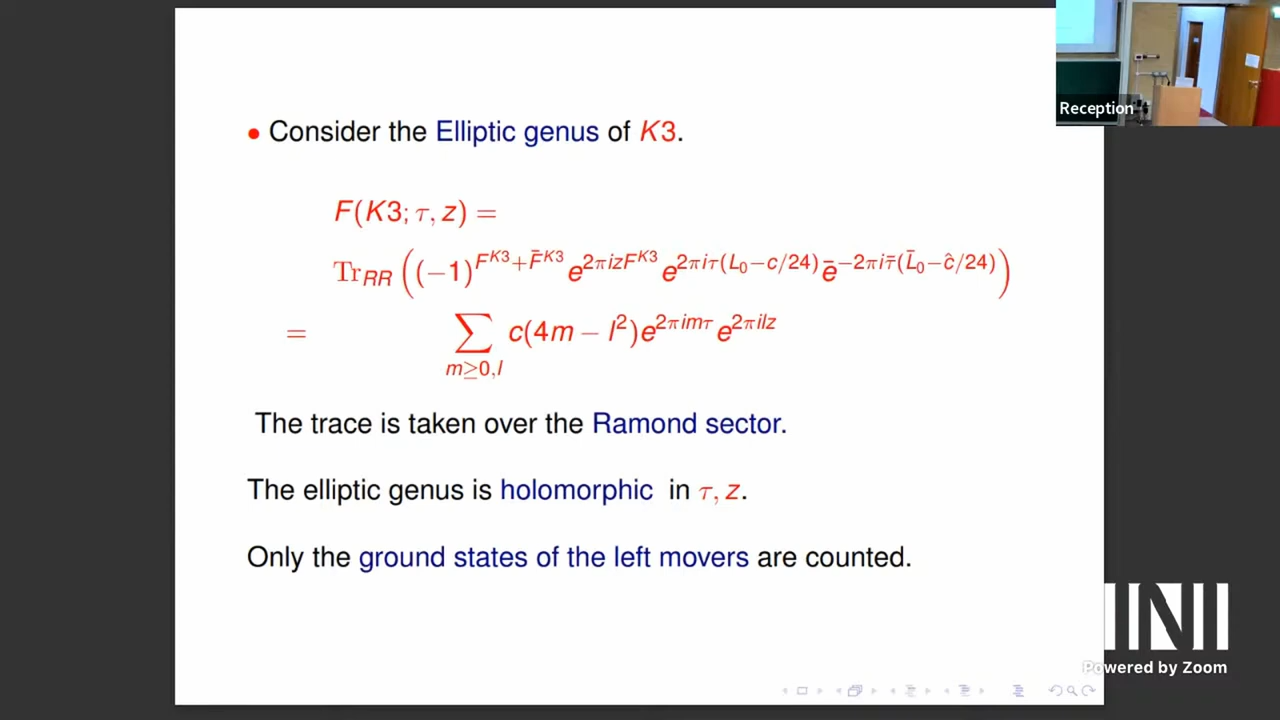 • Consider the Elliptic genus of K3.
F(K3; τ, z) =
Tr_{RR} ((−1)^{F^{K3}+F̄^{K3}} e^{2πizF^{K3}} e^{2πiτ(L_0−c/24)} ē^{−2πiτ̄(L̄_0−ĉ/24)})
= ∑_{m≥0,l} c(4m − l²)e^{2πimτ} e^{2πilz}
The trace is taken over the Ramond sector.
The elliptic genus is holomorphic in τ, z.
Only the ground states of the left movers are counted.
Reception
INI
Powered by Zoom